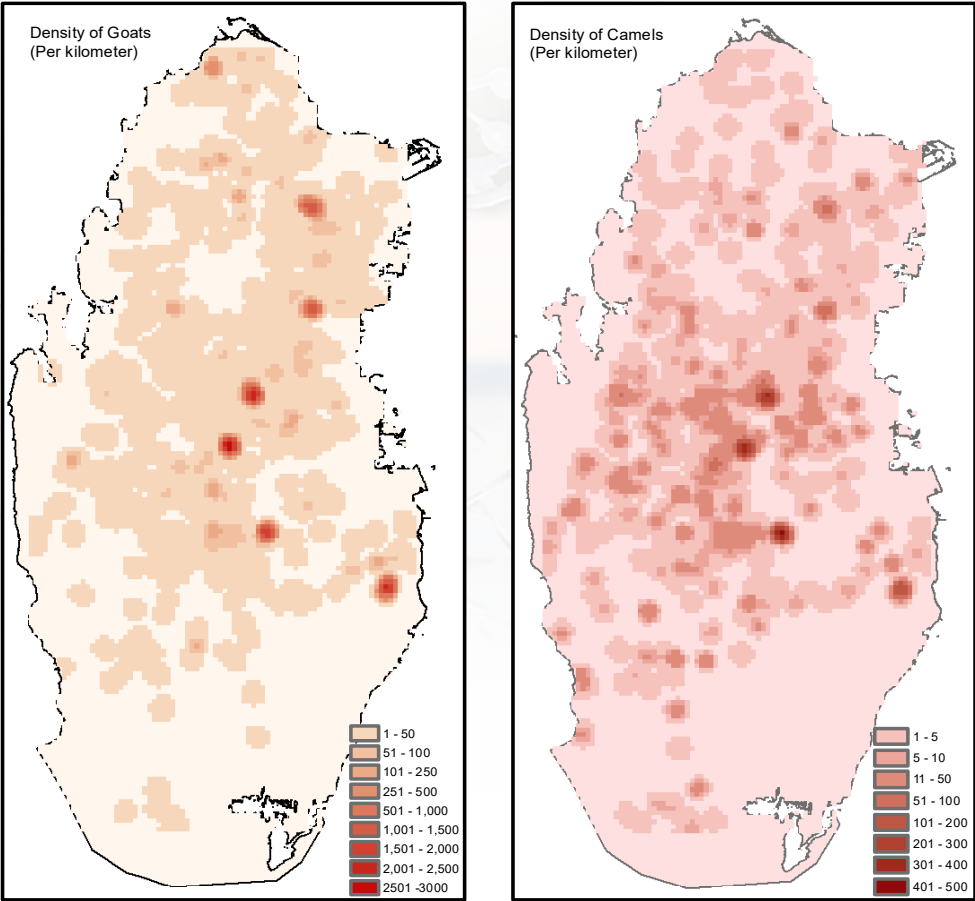 Density of Goats
(Per kilometer)
1 - 50
51 - 100
101 - 250
251 - 500
501 - 1,000
1,001 - 1,500
1,501 - 2,000
2,001 - 2,500
2501 -3000
Density of Camels
(Per kilometer)
1 - 5
5 - 10
11 - 50
51 - 100
101 - 200
201 - 300
301 - 400
401 - 500